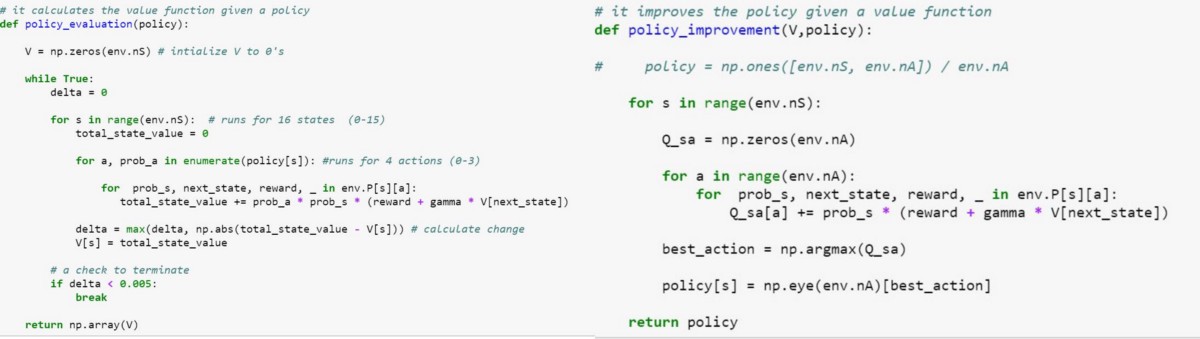 # it calculates the value function given a policy
def policy_evaluation(policy):
V = np.zeros(env.nS) # intialize V to 0's
while True:
delta = 0
for s in range(env.nS):  # runs for 16 states  (0-15)
total_state_value = 0
for a, prob_a in enumerate(policy[s]): #runs for 4 actions (0-3)
for  prob_s, next_state, reward, _ in env.P[s][a]:
total_state_value += prob_a * prob_s * (reward + gamma * V[next_state])
delta = max(delta, np.abs(total_state_value - V[s])) # calculate change
V[s] = total_state_value
# a check to terminate
if delta < 0.005:
break
return np.array(V)
# it improves the policy given a value function
def policy_improvement(V,policy):
#     policy = np.ones([env.nS, env.nA]) / env.nA
for s in range(env.nS):
Q_sa = np.zeros(env.nA)
for a in range(env.nA):
for  prob_s, next_state, reward, _ in env.P[s][a]:
Q_sa[a] += prob_s * (reward + gamma * V[next_state])
best_action = np.argmax(Q_sa)
policy[s] = np.eye(env.nA)[best_action]
return policy